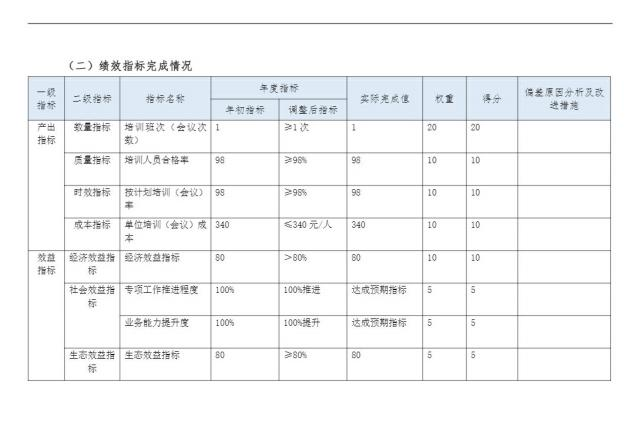 （二）绩效指标完成情况
一级指标 二级指标 指标名称 年度指标 实际完成值 权重 得分 偏差原因分析及改进措施
年初指标 调整后指标
产出指标 数量指标 培训班次（会议次数） 1 ≥1次 1 20 20
质量指标 培训人员合格率 98 ≥98% 98 10 10
时效指标 按计划培训（会议）率 98 ≥98% 98 10 10
成本指标 单位培训（会议）成本 340 ≤340元/人 340 10 10
效益指标 经济效益指标 经济效益指标 80 >80% 80 10 10
社会效益指标 专项工作推进程度 100% 100%推进 达成预期指标 5 5
业务能力提升度 100% 100%提升 达成预期指标 5 5
生态效益指标 生态效益指标 80 ≥80% 80 5 5